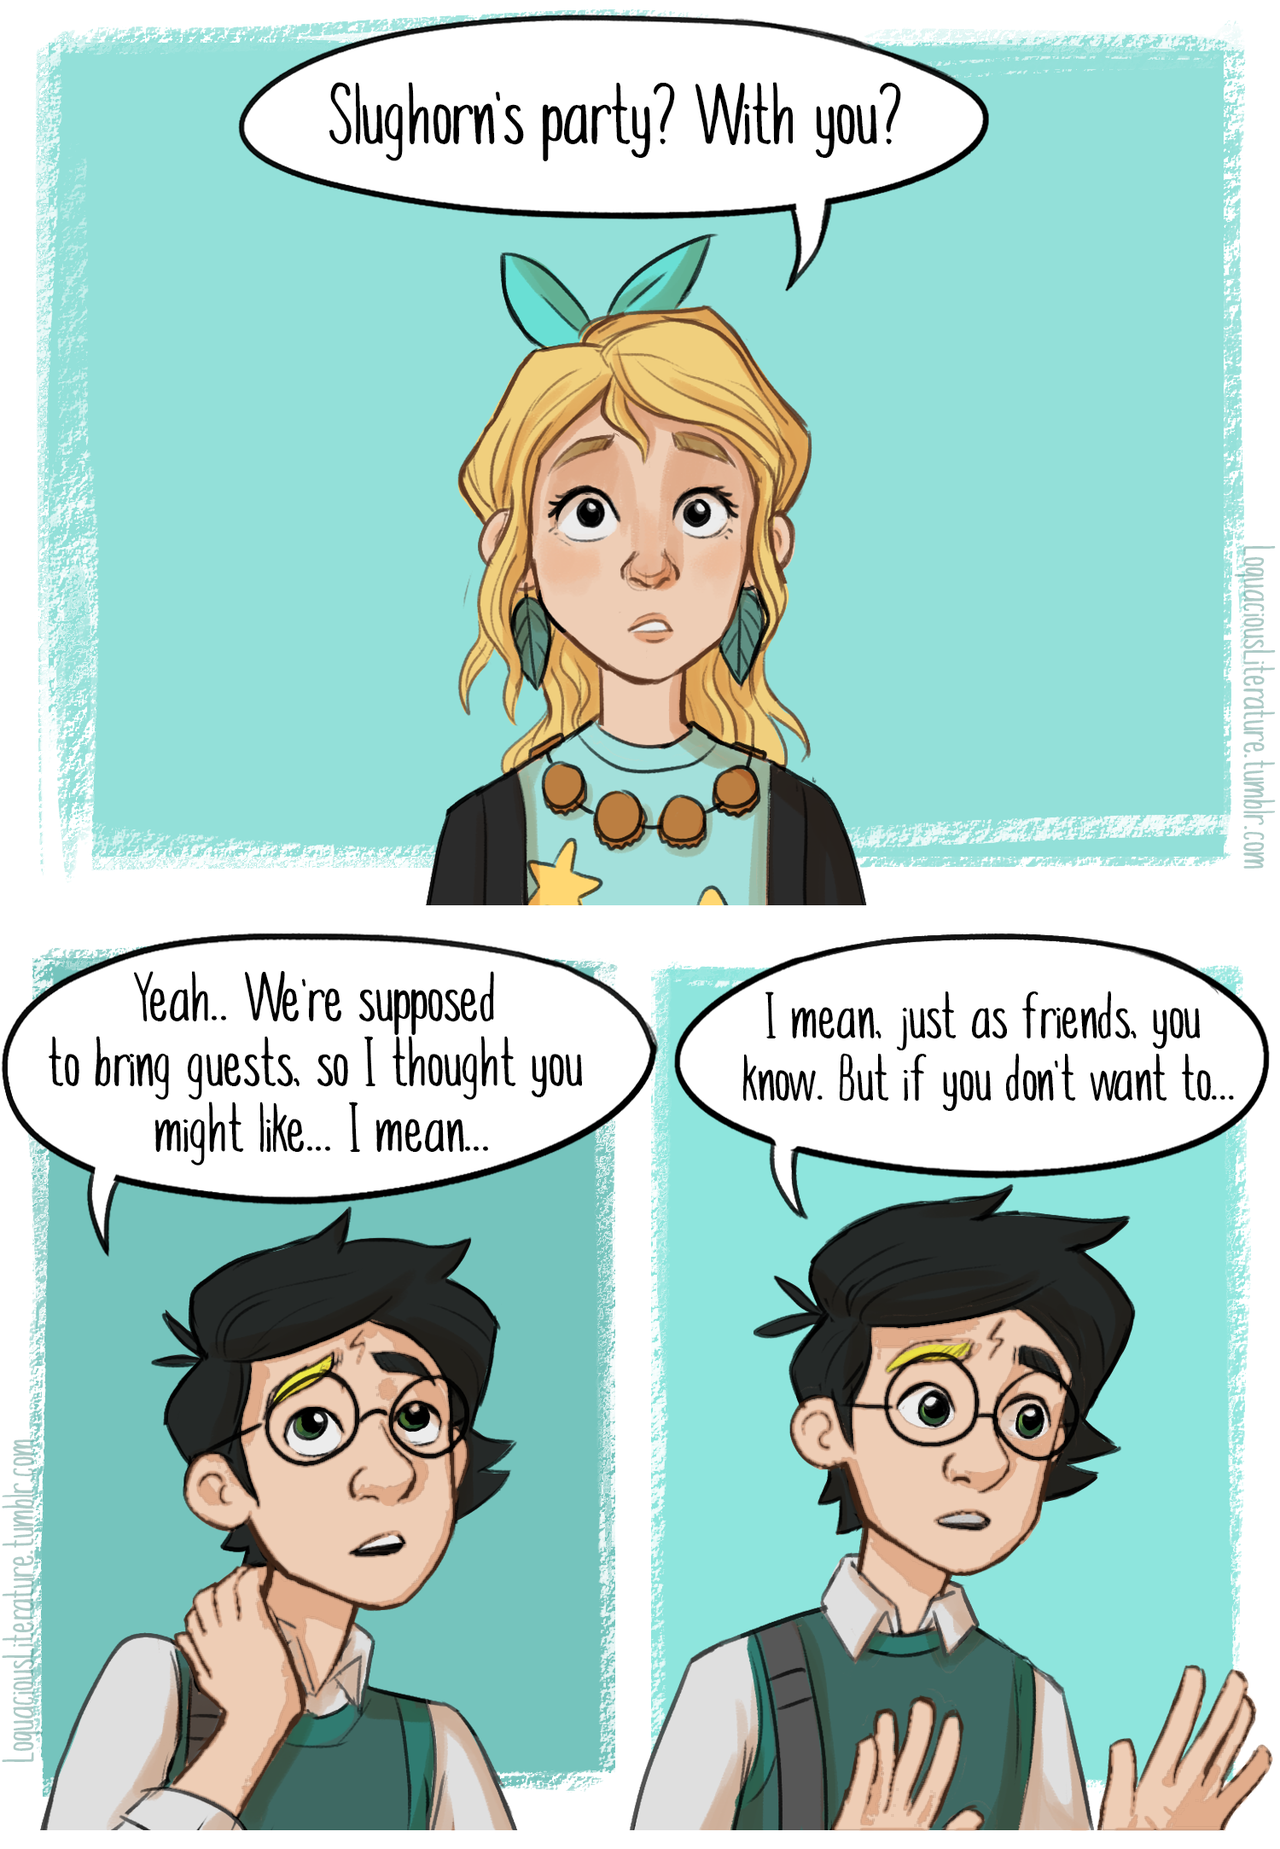 Slughorn's party? With you?
LoquaciousLiterature.tumblr.com
Yeah.. We're supposed
to bring guests, so I thought you
might like... I mean...
I mean, just as friends, you
know. But if you don't want to...
LoquaciousLiterature.tumblr.com